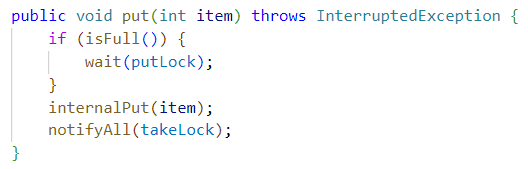 public void put(int item) throws InterruptedException {
    if (isFull()) {
        wait(putLock);
    }
    internalPut(item);
    notifyAll(takeLock);
}